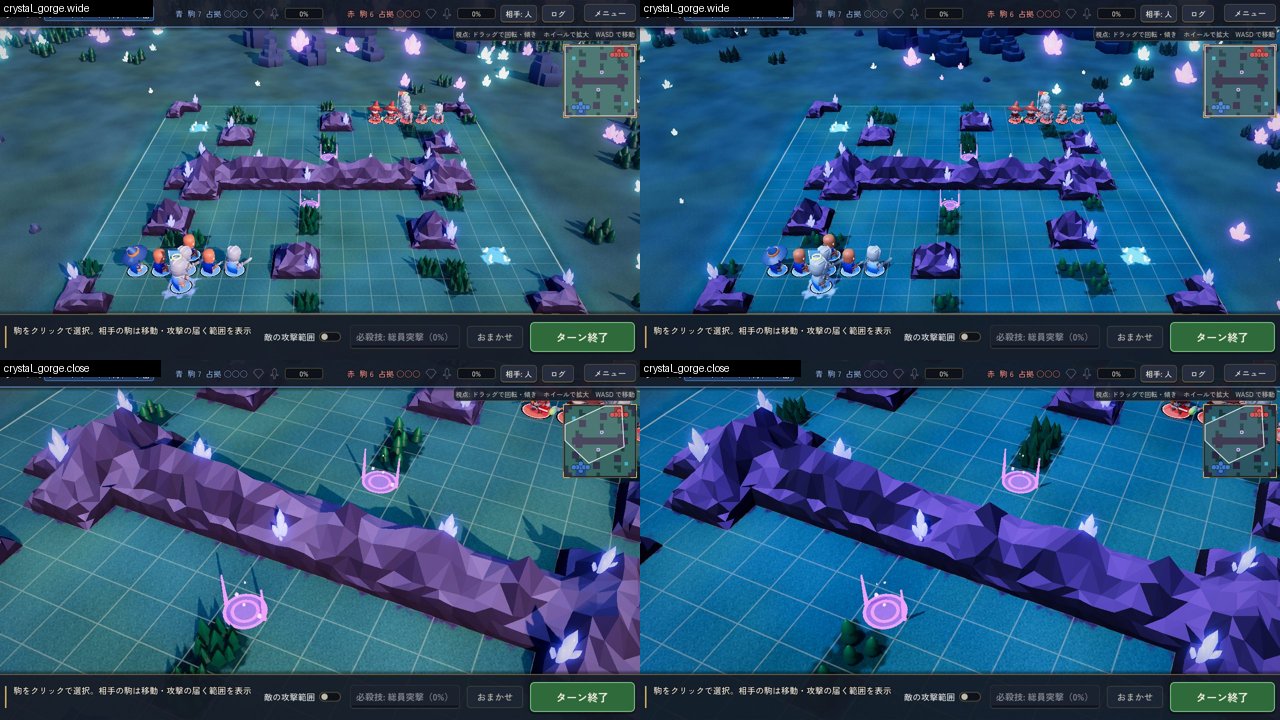 crystal_gorge.wide
青 駒 7 占拠 ○○○ 0% 赤 駒 6 占拠 ○○○ 0% 相手: 人 ログ メニュー
視点: ドラッグで回転・傾き ホイールで拡大 WASD で移動
駒をクリックで選択。相手の駒は移動・攻撃の届く範囲を表示
敵の攻撃範囲 必殺技: 総員突撃（0%） おまかせ ターン終了
crystal_gorge.wide
青 駒 7 占拠 ○○○ 0% 赤 駒 6 占拠 ○○○ 0% 相手: 人 ログ メニュー
視点: ドラッグで回転・傾き ホイールで拡大 WASD で移動
駒をクリックで選択。相手の駒は移動・攻撃の届く範囲を表示
敵の攻撃範囲 必殺技: 総員突撃（0%） おまかせ ターン終了
crystal_gorge.close
青 駒 7 占拠 ○○○ 0% 赤 駒 6 占拠 ○○○ 0% 相手: 人 ログ メニュー
視点: ドラッグで回転・傾き ホイールで拡大 WASD で移動
駒をクリックで選択。相手の駒は移動・攻撃の届く範囲を表示
敵の攻撃範囲 必殺技: 総員突撃（0%） おまかせ ターン終了
crystal_gorge.close
青 駒 7 占拠 ○○○ 0% 赤 駒 6 占拠 ○○○ 0% 相手: 人 ログ メニュー
視点: ドラッグで回転・傾き ホイールで拡大 WASD で移動
駒をクリックで選択。相手の駒は移動・攻撃の届く範囲を表示
敵の攻撃範囲 必殺技: 総員突撃（0%） おまかせ ターン終了